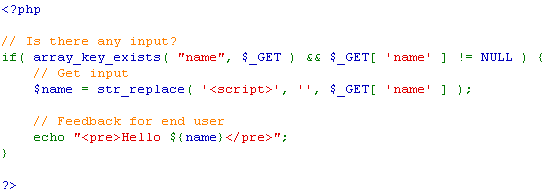 <?php
// Is there any input?
if( array_key_exists( "name", $_GET ) && $_GET[ 'name' ] != NULL ) {
// Get input
$name = str_replace( '<script>', '', $_GET[ 'name' ] );
// Feedback for end user
echo "<pre>Hello ${name}</pre>";
}
?>